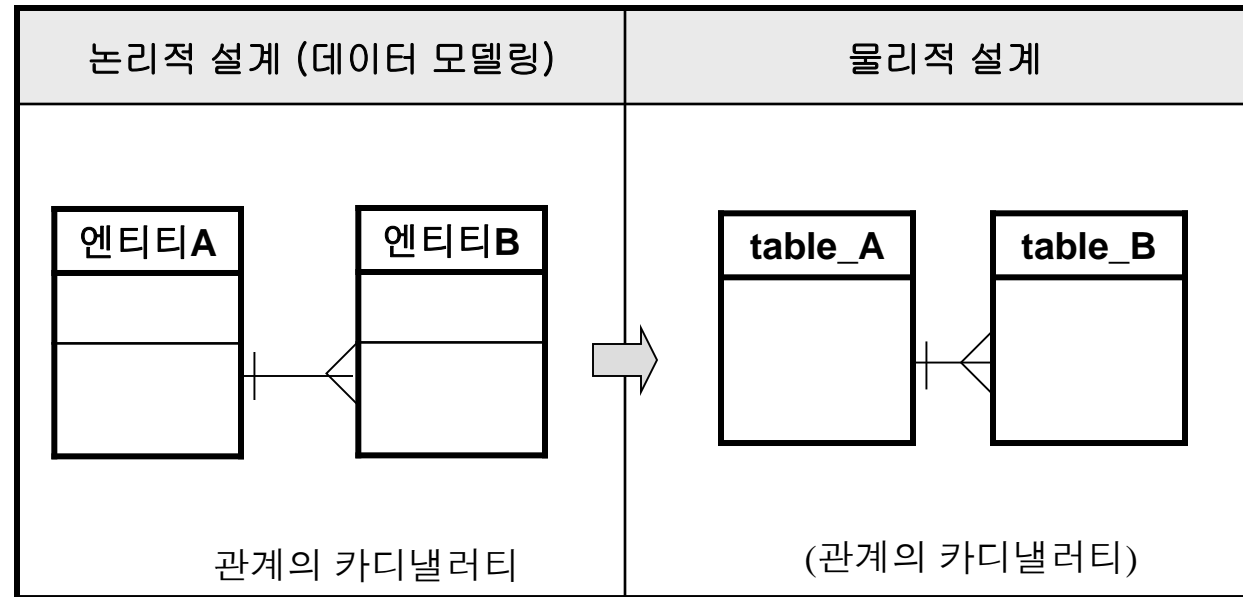 논리적 설계 (데이터 모델링)
물리적 설계
엔티티A
엔티티B
table_A
table_B
관계의 카디낼러티
(관계의 카디낼러티)